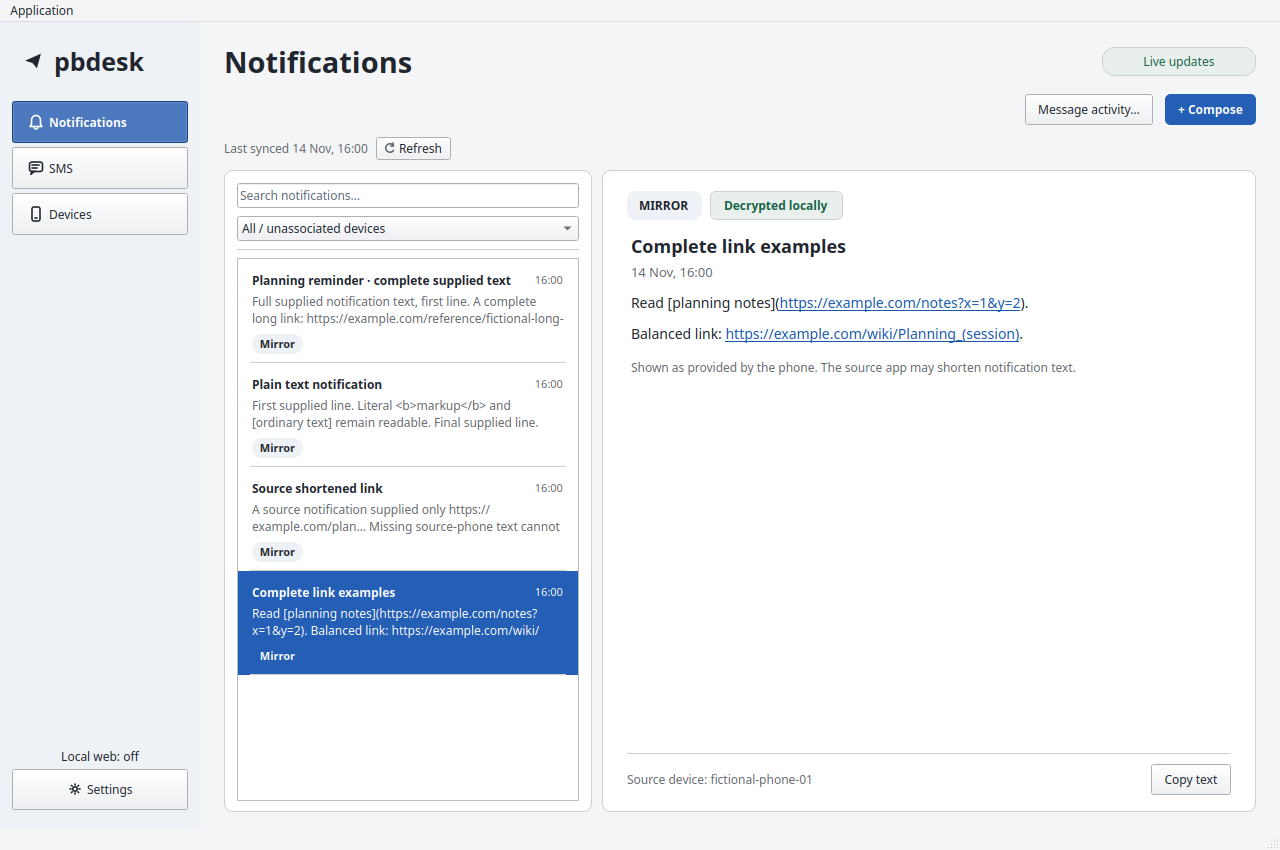 Application
pbdesk
Notifications
SMS
Devices
Local web: off
Settings
Notifications
Live updates
Message activity...
+ Compose
Last synced 14 Nov, 16:00
Refresh
Search notifications...
All / unassociated devices
Planning reminder · complete supplied text 16:00
Full supplied notification text, first line. A complete
long link: https://example.com/reference/fictional-long-
Mirror
Plain text notification 16:00
First supplied line. Literal <b>markup</b> and
[ordinary text] remain readable. Final supplied line.
Mirror
Source shortened link 16:00
A source notification supplied only https://
example.com/plan... Missing source-phone text cannot
Mirror
Complete link examples 16:00
Read [planning notes](https://example.com/notes?
x=1&y=2). Balanced link: https://example.com/wiki/
Mirror
MIRROR
Decrypted locally
Complete link examples
14 Nov, 16:00
Read [planning notes](https://example.com/notes?x=1&y=2).
Balanced link: https://example.com/wiki/Planning_(session).
Shown as provided by the phone. The source app may shorten notification text.
Source device: fictional-phone-01
Copy text